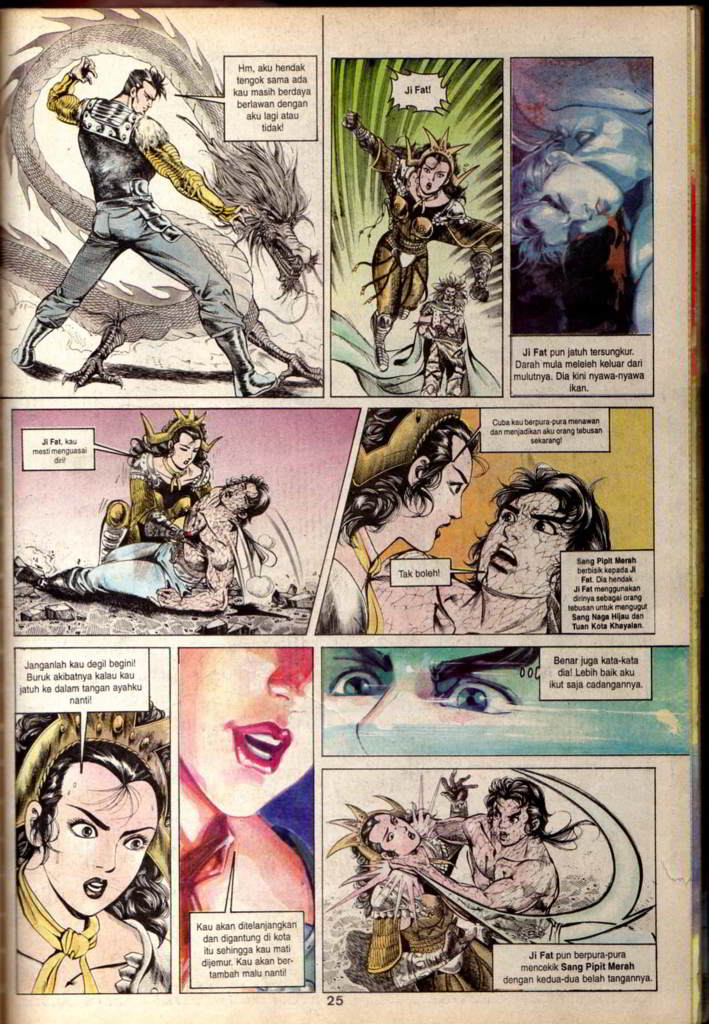 Hm, aku hendak
tengok sama ada
kau masih berdaya
berlawan dengan
aku lagi atau
tidak!
Ji Fat!
Ji Fat pun jatuh tersungkur.
Darah mula meleleh keluar dari
mulutnya. Dia kini nyawa-nyawa
ikan.
Ji Fat, kau
mesti menguasai
diri!
Cuba kau berpura-pura menawan
dan menjadikan aku orang tebusan
sekarang!
Tak boleh!
Sang Pipit Merah
berbisik kepada Ji
Fat. Dia hendak
Ji Fat menggunakan
dirinya sebagai orang
tebusan untuk mengugut
Sang Naga Hijau dan
Tuan Kota Khayalan.
Janganlah kau degil begini!
Buruk akibatnya kalau kau
jatuh ke dalam tangan ayahku
nanti!
Kau akan ditelanjangkan
dan digantung di kota
itu sehingga kau mati
dijemur. Kau akan ber-
tambah malu nanti!
Benar juga kata-kata
dia! Lebih baik aku
ikut saja cadangannya.
Ji Fat pun berpura-pura
mencekik Sang Pipit Merah
dengan kedua-dua belah tangannya.
25